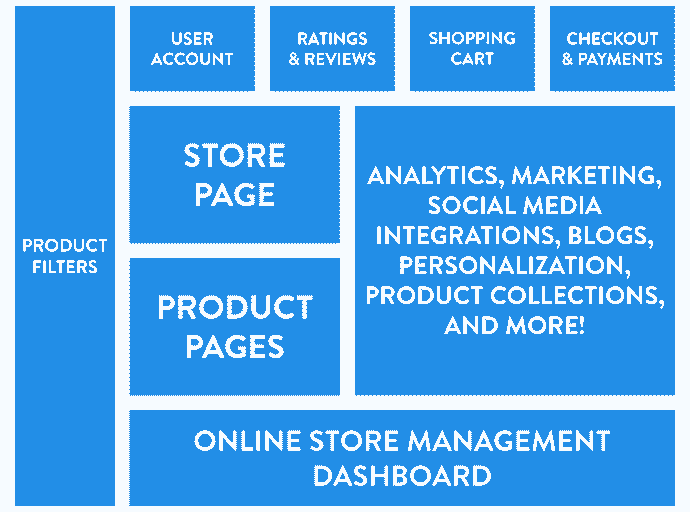 USER
ACCOUNT
RATINGS
& REVIEWS
SHOPPING
CART
CHECKOUT
& PAYMENTS
PRODUCT
FILTERS
STORE
PAGE
PRODUCT
PAGES
ANALYTICS, MARKETING,
SOCIAL MEDIA
INTEGRATIONS, BLOGS,
PERSONALIZATION,
PRODUCT COLLECTIONS,
AND MORE!
ONLINE STORE MANAGEMENT
DASHBOARD